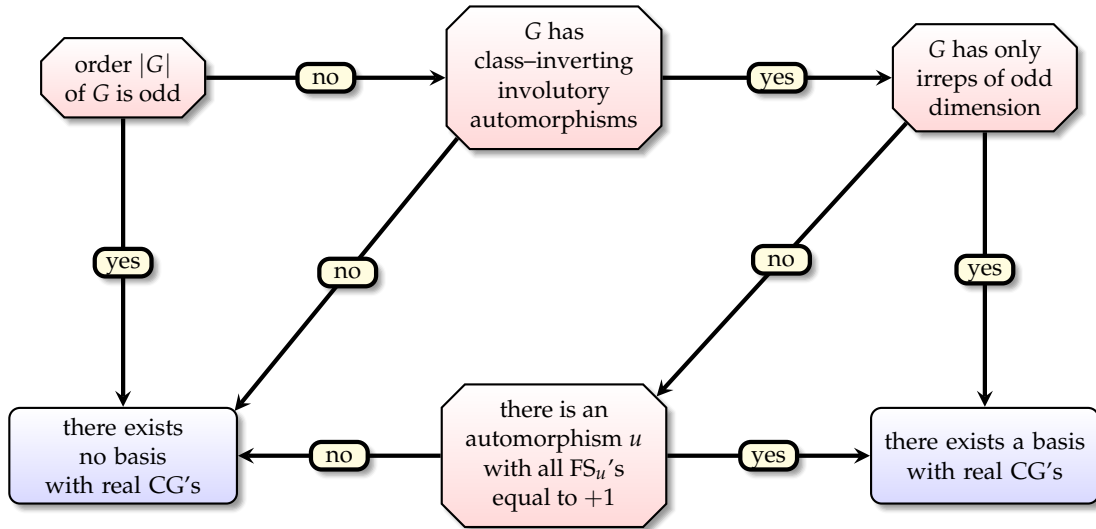 order |G|
of G is odd
no
G has
class–inverting
involutory
automorphisms
yes
G has only
irreps of odd
dimension
yes
no
no
yes
there exists
no basis
with real CG's
no
there is an
automorphism u
with all FSᵤ's
equal to +1
yes
there exists a basis
with real CG's